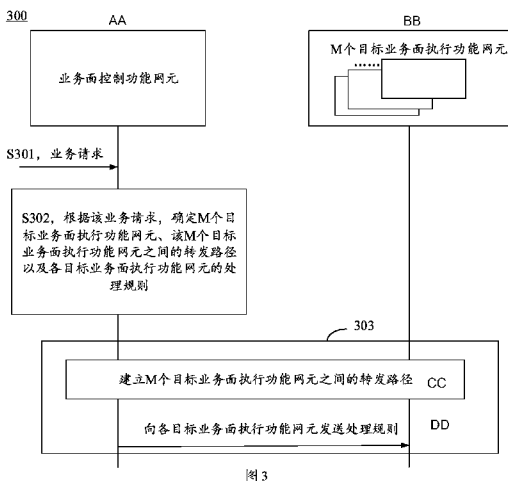 300
AA
BB
业务面控制功能网元
M个目标业务面执行功能网元
······
S301，业务请求
S302，根据该业务请求，确定M个目
标业务面执行功能网元、该M个目标
业务面执行功能网元之间的转发路径
以及各目标业务面执行功能网元的处
理规则
303
建立M个目标业务面执行功能网元之间的转发路径
CC
向各目标业务面执行功能网元发送处理规则
DD
图3